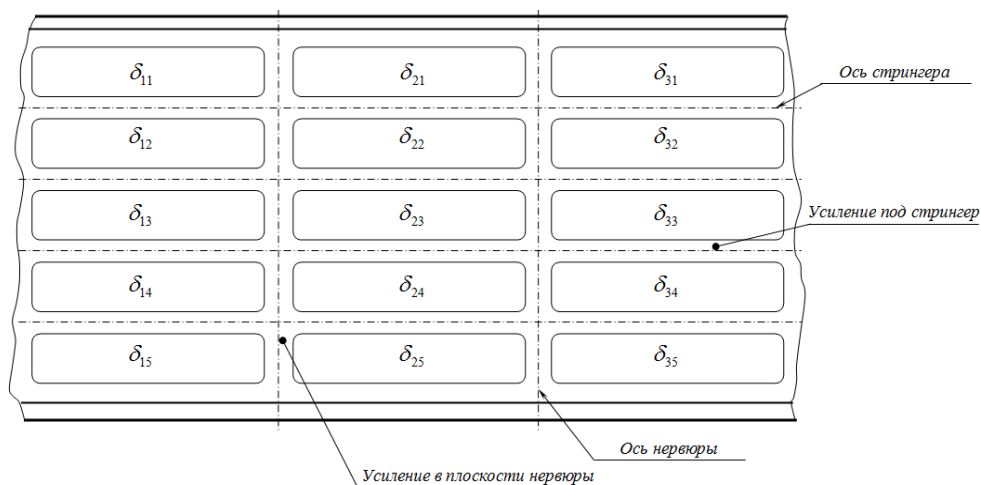 δ11 δ21 δ31
Ось стрингера
δ12 δ22 δ32
δ13 δ23 δ33
Усиление под стрингер
δ14 δ24 δ34
δ15 δ25 δ35
Ось нервюры
Усиление в плоскости нервюры